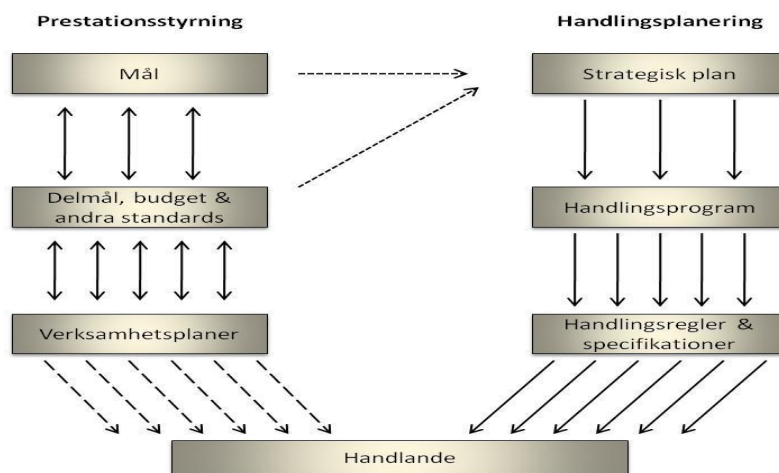 Prestationsstyrning
Handlingsplanering
Mål
Strategisk plan
Delmål, budget &
andra standards
Handlingsprogram
Verksamhetsplaner
Handlingsregler &
specifikationer
Handlande